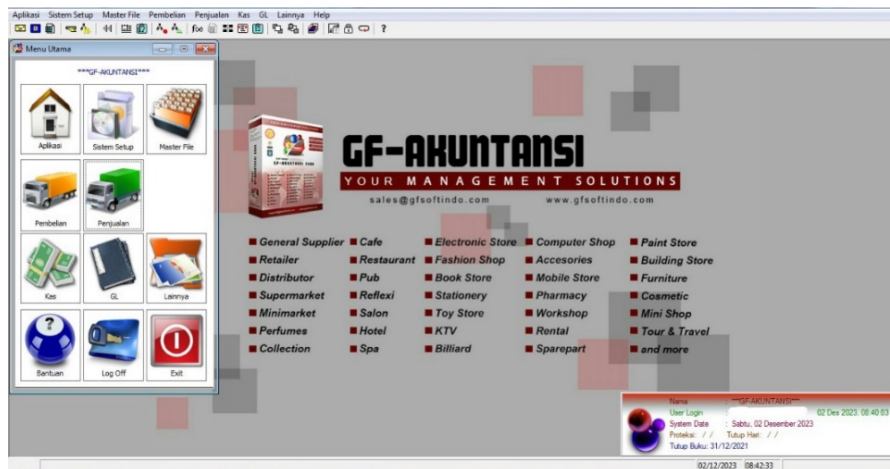 Aplikasi Sistem Setup Master File Pembelian Penjualan Kas GL Lainnya Help
Menu Utama
***GF-AKUNTANSI***
Aplikasi Sistem Setup Master File
Pembelian Penjualan
Kas GL Lainnya
Bantuan Log Off Exit
GF-AKUNTANSI
YOUR MANAGEMENT SOLUTIONS
sales@gfsoftindo.com www.gfsoftindo.com
General Supplier Cafe Electronic Store Computer Shop Paint Store
Retailer Restaurant Fashion Shop Accesories Building Store
Distributor Pub Book Store Mobile Store Furniture
Supermarket Reflexi Stationery Pharmacy Cosmetic
Minimarket Salon Toy Store Workshop Mini Shop
Perfumes Hotel KTV Rental Tour & Travel
Collection Spa Billiard Sparepart and more
Nama : ***GF-AKUNTANSI***
User Login : 02 Des 2023, 08:40:03
System Date : Sabtu, 02 Desember 2023
Proteksi: / / Tutup Hari: / /
Tutup Buku: 31/12/2021
02/12/2023 08:42:33